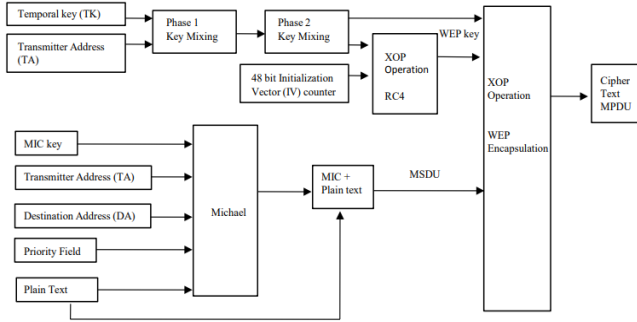 Temporal key (TK)
Transmitter Address
(TA)
Phase 1
Key Mixing
Phase 2
Key Mixing
WEP key
48 bit Initialization
Vector (IV) counter
XOP
Operation
RC4
XOP
Operation
WEP
Encapsulation
Cipher
Text
MPDU
MIC key
Transmitter Address (TA)
Destination Address (DA)
Priority Field
Plain Text
Michael
MIC +
Plain text
MSDU